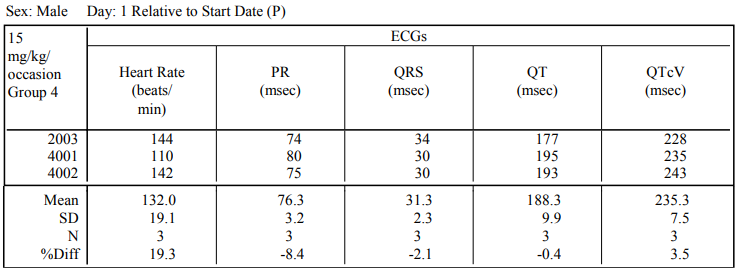 Sex: Male Day: 1 Relative to Start Date (P)
15 mg/kg/ occasion Group 4 ECGs
Heart Rate (beats/ min) PR (msec) QRS (msec) QT (msec) QTcV (msec)
2003 144 74 34 177 228
4001 110 80 30 195 235
4002 142 75 30 193 243
Mean 132.0 76.3 31.3 188.3 235.3
SD 19.1 3.2 2.3 9.9 7.5
N 3 3 3 3 3
%Diff 19.3 -8.4 -2.1 -0.4 3.5